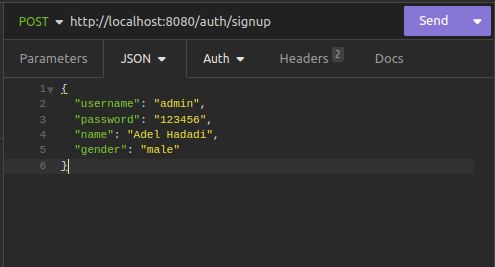 POST http://localhost:8080/auth/signup Send
Parameters JSON Auth Headers 2 Docs
1 {
2 "username": "admin",
3 "password": "123456",
4 "name": "Adel Hadadi",
5 "gender": "male"
6 }